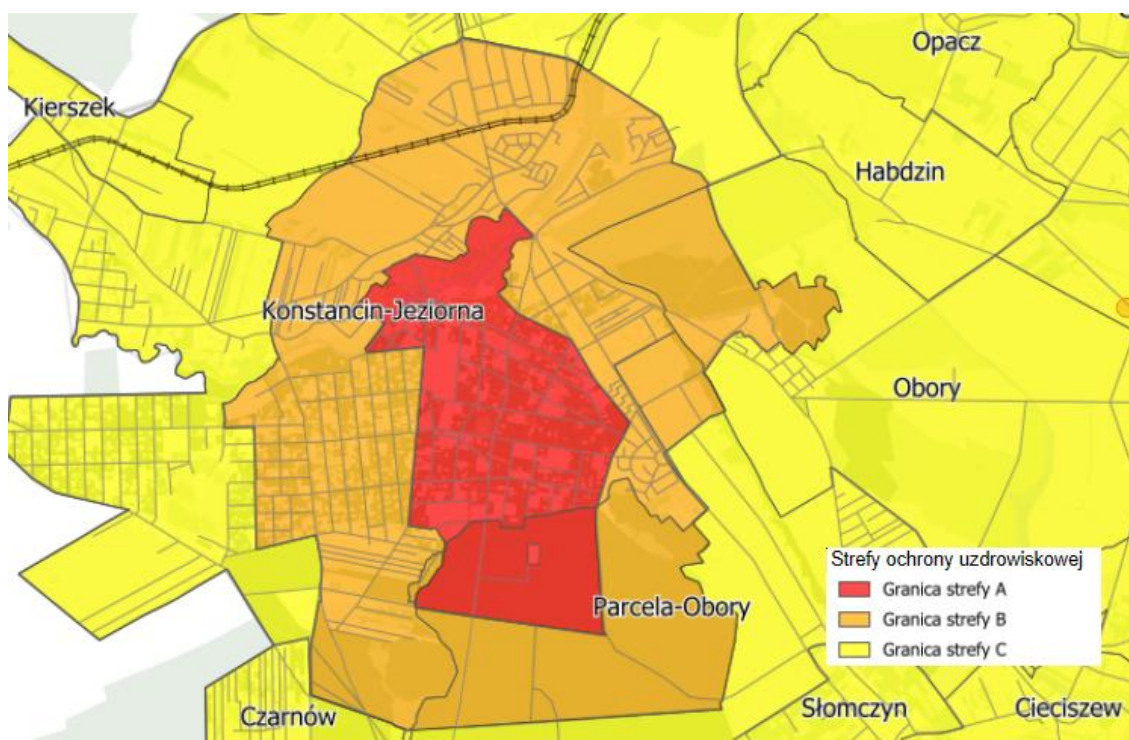 Opacz
Kierszek
Habdzin
Konstancin-Jeziorna
Obory
Strefy ochrony uzdrowiskowej
Granica strefy A
Granica strefy B
Granica strefy C
Parcela-Obory
Czarnów
Słomczyn
Cieciszew